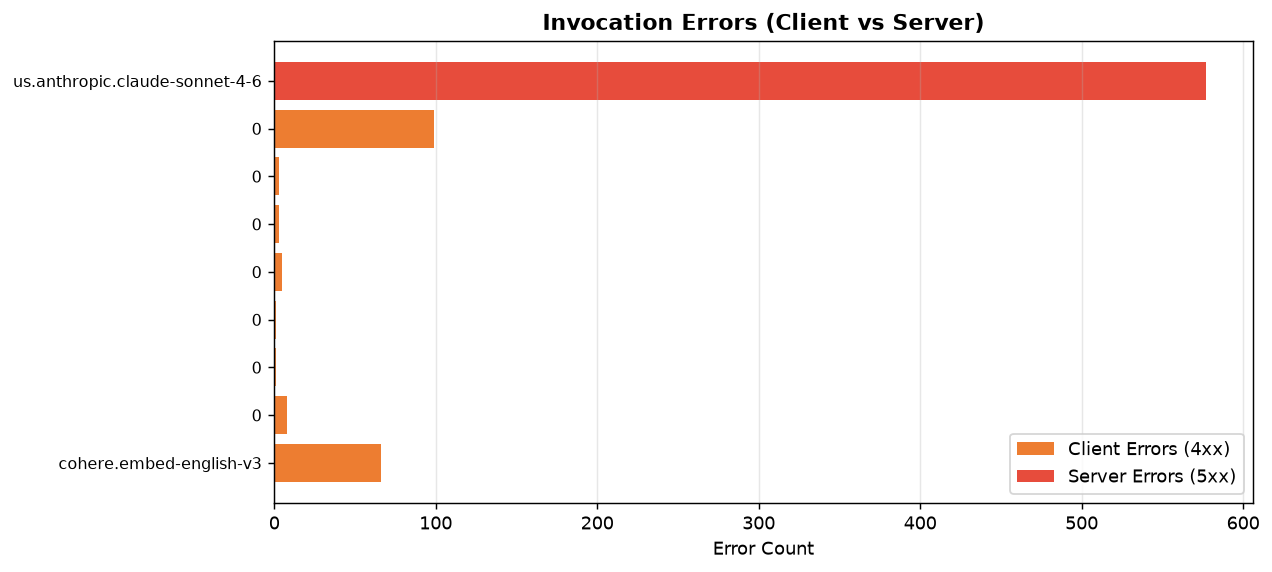 Invocation Errors (Client vs Server)
us.anthropic.claude-sonnet-4-6
0
0
0
0
0
0
0
cohere.embed-english-v3
Client Errors (4xx)
Server Errors (5xx)
0 100 200 300 400 500 600
Error Count